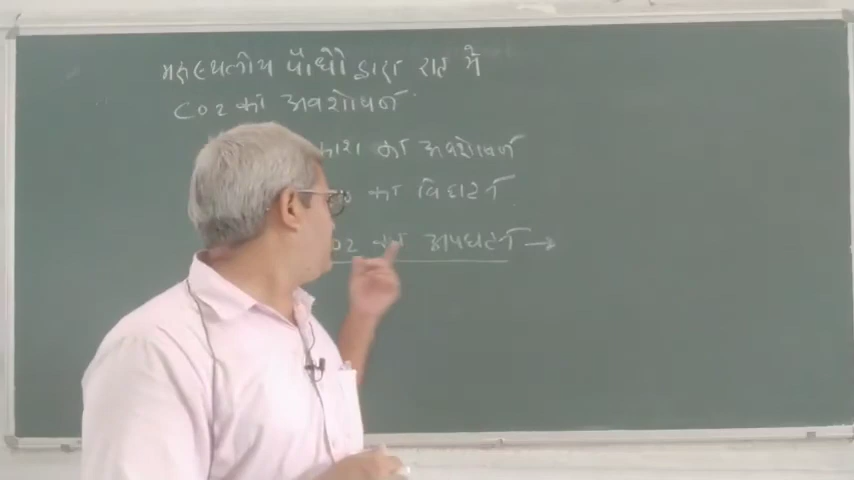 मरुस्थलीय पौधों द्वारा रात में
CO2 का अवशोषण
का अवशोषण
का विघटन
का अपघटन →